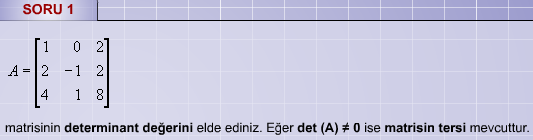 SORU 1
1 0 2
A = 2 -1 2
4 1 8
matrisinin determinant değerini elde ediniz. Eğer det (A) ≠ 0 ise matrisin tersi mevcuttur.